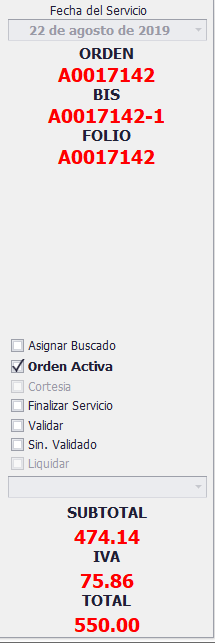 Fecha del Servicio
22 de agosto de 2019
ORDEN
A0017142
BIS
A0017142-1
FOLIO
A0017142
Asignar Buscado
Orden Activa
Cortesia
Finalizar Servicio
Validar
Sin. Validado
Liquidar
SUBTOTAL
474.14
IVA
75.86
TOTAL
550.00